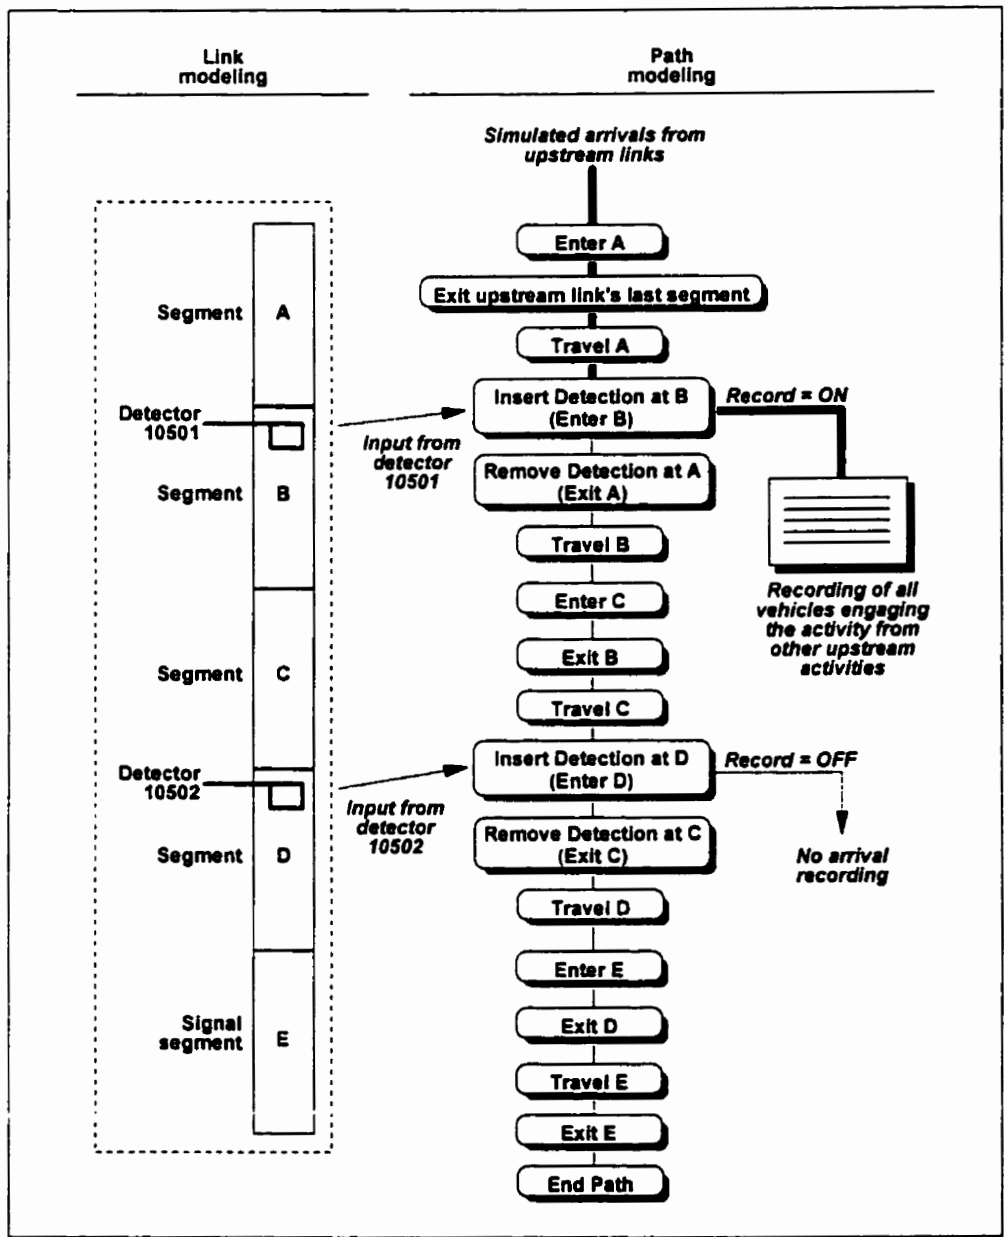 Link
modeling
Path
modeling
Simulated arrivals from
upstream links
Enter A
Exit upstream link's last segment
Segment A
Travel A
Detector
10501
Insert Detection at B
(Enter B)
Record = ON
Input from
detector
10501
Remove Detection at A
(Exit A)
Segment B
Travel B
Enter C
Recording of all
vehicles engaging
the activity from
other upstream
activities
Exit B
Segment C
Travel C
Detector
10502
Insert Detection at D
(Enter D)
Record = OFF
Input from
detector
10502
Remove Detection at C
(Exit C)
No arrival
recording
Segment D
Travel D
Enter E
Signal
segment E
Exit D
Travel E
Exit E
End Path